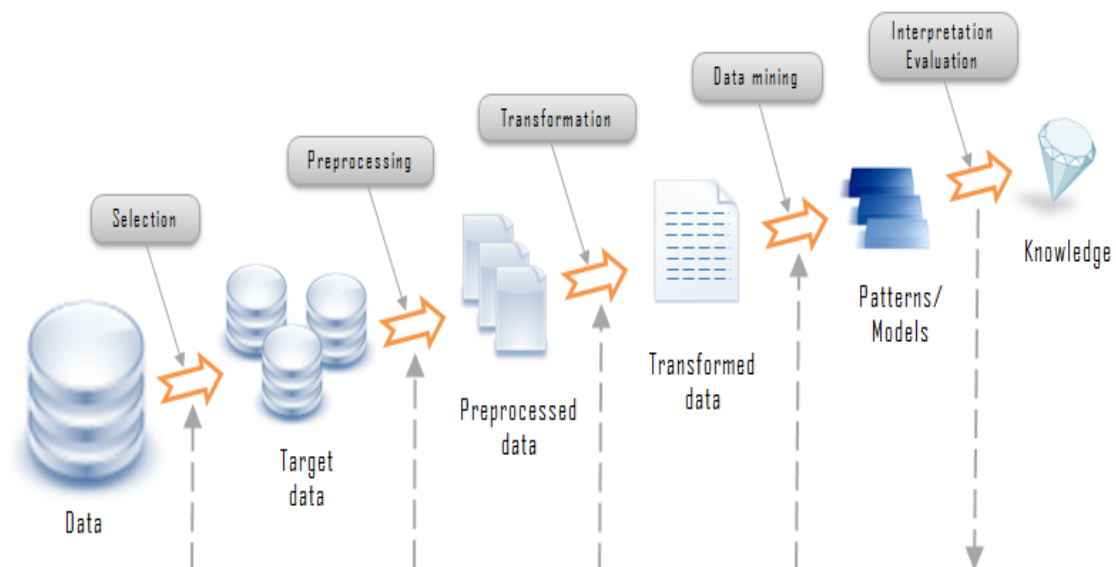 Interpretation
Evaluation
Data mining
Transformation
Preprocessing
Selection
Knowledge
Patterns/
Models
Transformed
data
Preprocessed
data
Target
data
Data